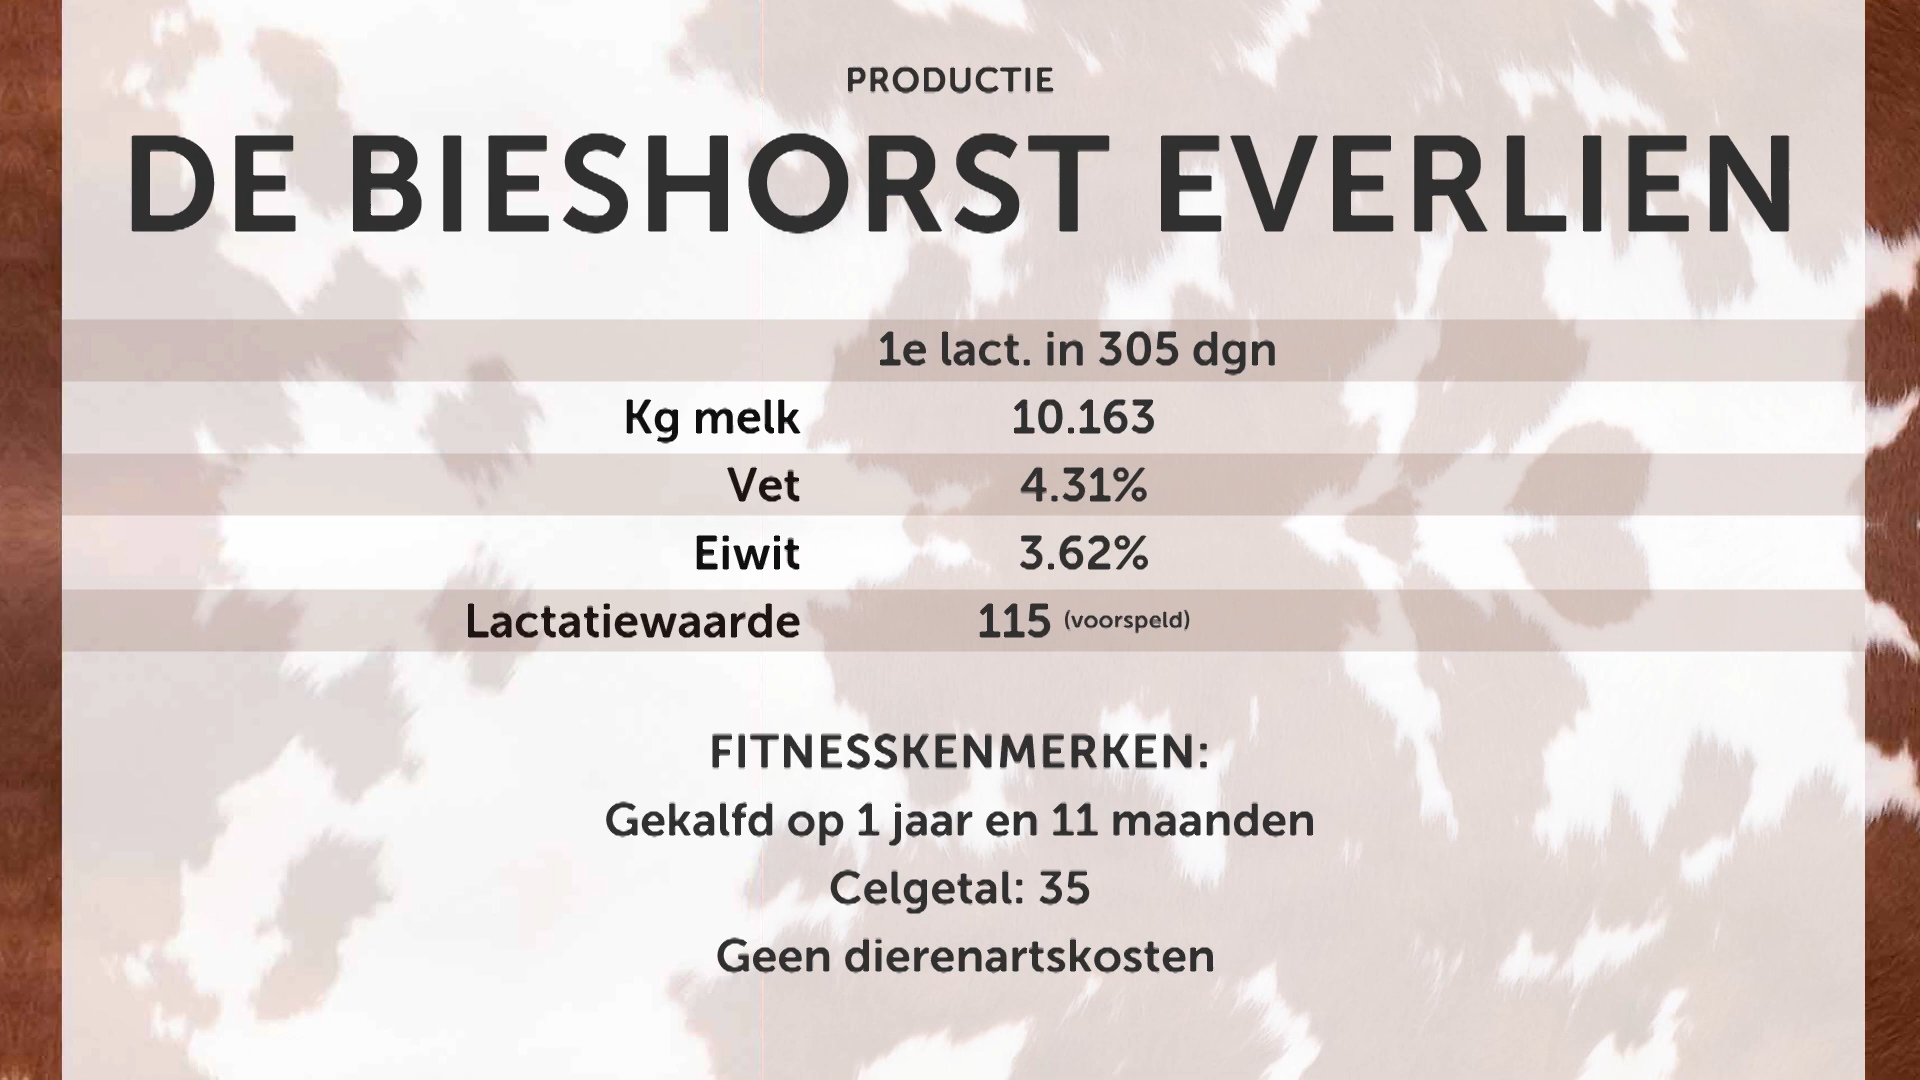 PRODUCTIE
DE BIESHORST EVERLIEN
1e lact. in 305 dgn
Kg melk 10.163
Vet 4.31%
Eiwit 3.62%
Lactatiewaarde 115 (voorspeld)
FITNESSKENMERKEN:
Gekalfd op 1 jaar en 11 maanden
Celgetal: 35
Geen dierenartskosten